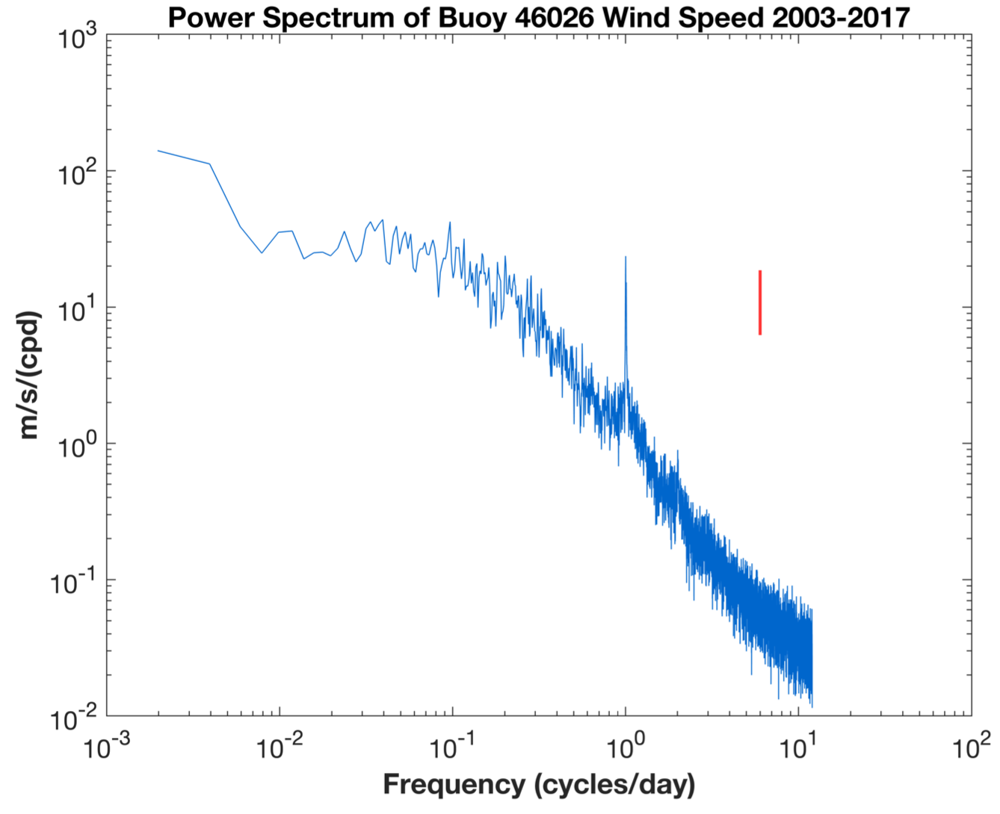 Power Spectrum of Buoy 46026 Wind Speed 2003-2017
10^3
10^2
10^1
10^0
10^-1
10^-2
m/s/(cpd)
10^-3 10^-2 10^-1 10^0 10^1 10^2
Frequency (cycles/day)